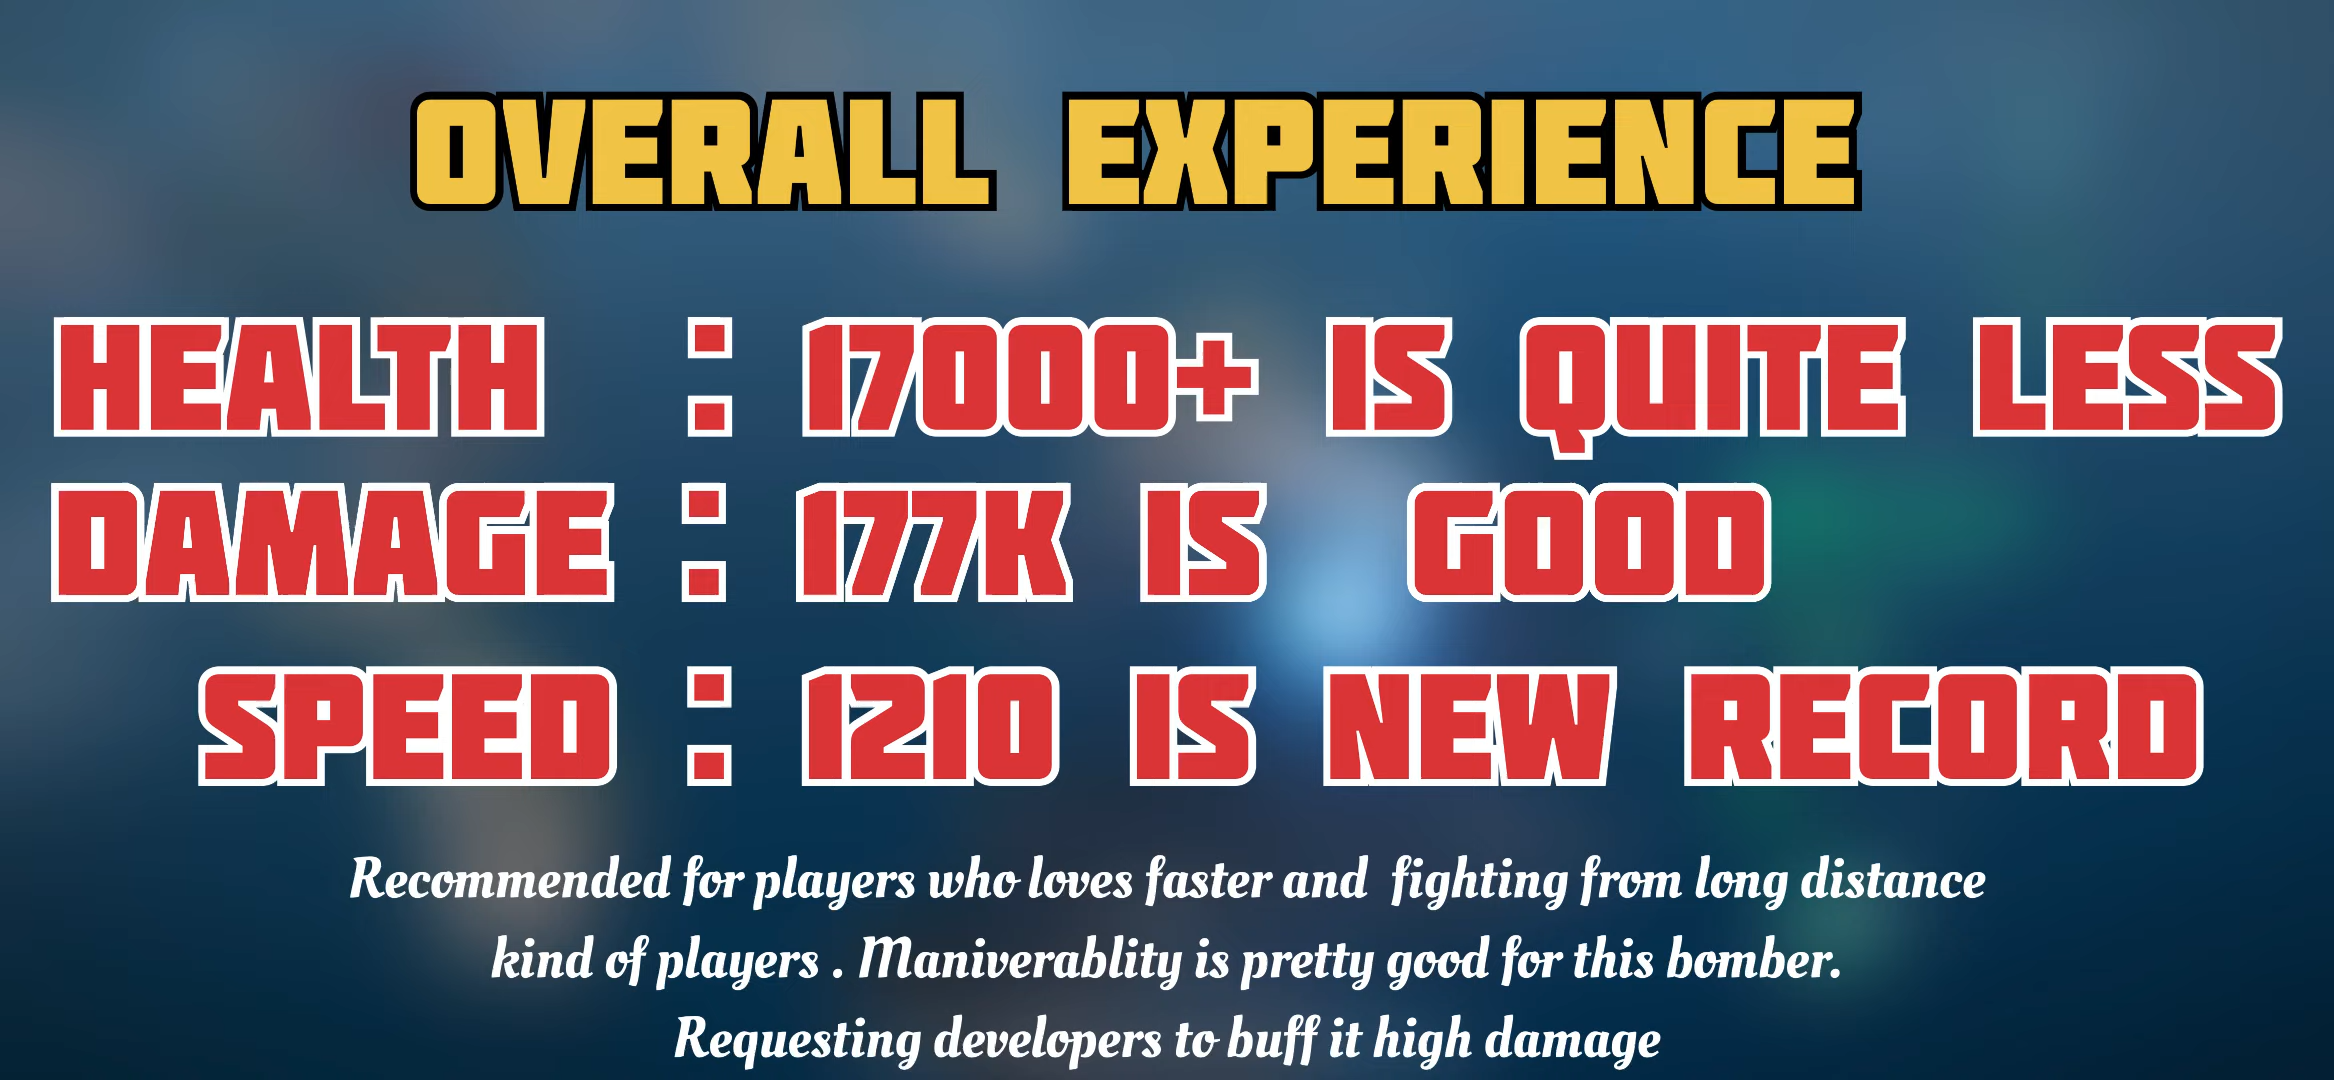 OVERALL EXPERIENCE
HEALTH : 17000+ IS QUITE LESS
DAMAGE : 177K IS GOOD
SPEED : 1210 IS NEW RECORD
Recommended for players who loves faster and fighting from long distance
kind of players . Maniverablity is pretty good for this bomber.
Requesting developers to buff it high damage